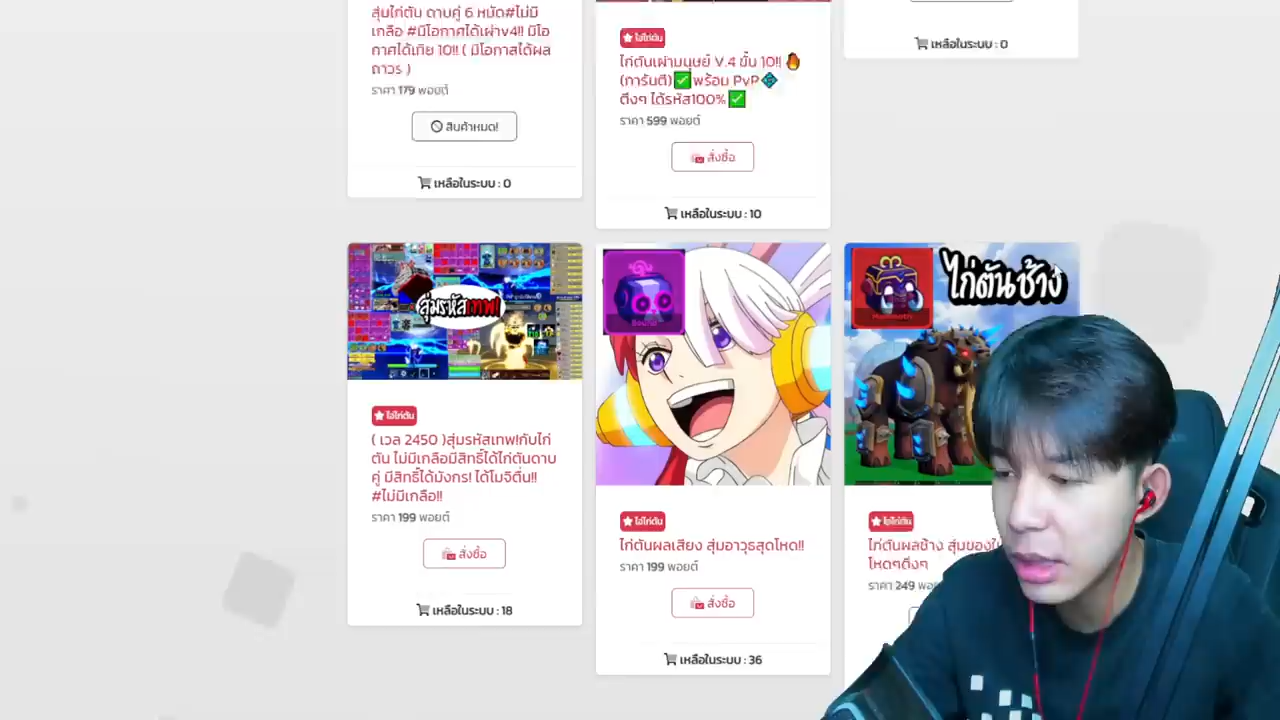 สุ่มไก่ตัน ดาบคู่ 6 หมัด#ไม่มี
เกลือ #มีโอกาศได้เผ่าv4!! มีโอ
กาศได้เทีย 10!! ( มีโอกาสได้ผล
ถาวร )
ราคา 179 พอยต์
สินค้าหมด!
เหลือในระบบ : 0
ไอไก่ตัน
ไก่ตันเผ่ามนุษย์ V.4 ขั้น 10!!
(การันตี) พร้อม PvP
ตึงๆ ได้รหัส100%
ราคา 599 พอยต์
สั่งซื้อ
เหลือในระบบ : 10
เหลือในระบบ : 0
สุ่มรหัสเทพ!
ไอไก่ตัน
( เวล 2450 )สุ่มรหัสเทพ!กับไก่
ตัน ไม่มีเกลือมีสิทธิ์ได้ไก่ตันดาบ
คู่ มีสิทธิ์ได้มังกร! ได้โมจิตื่น!!
#ไม่มีเกลือ!!
ราคา 199 พอยต์
สั่งซื้อ
เหลือในระบบ : 18
Sound
ไอไก่ตัน
ไก่ตันผลเสียง สุ่มอาวุธสุดโหด!!
ราคา 199 พอยต์
สั่งซื้อ
เหลือในระบบ : 36
ไก่ตันช้าง
Mammoth
ไอไก่ตัน
ไก่ตันผลช้าง สุ่มของใ
โหดๆตึงๆ
ราคา 249 พอย